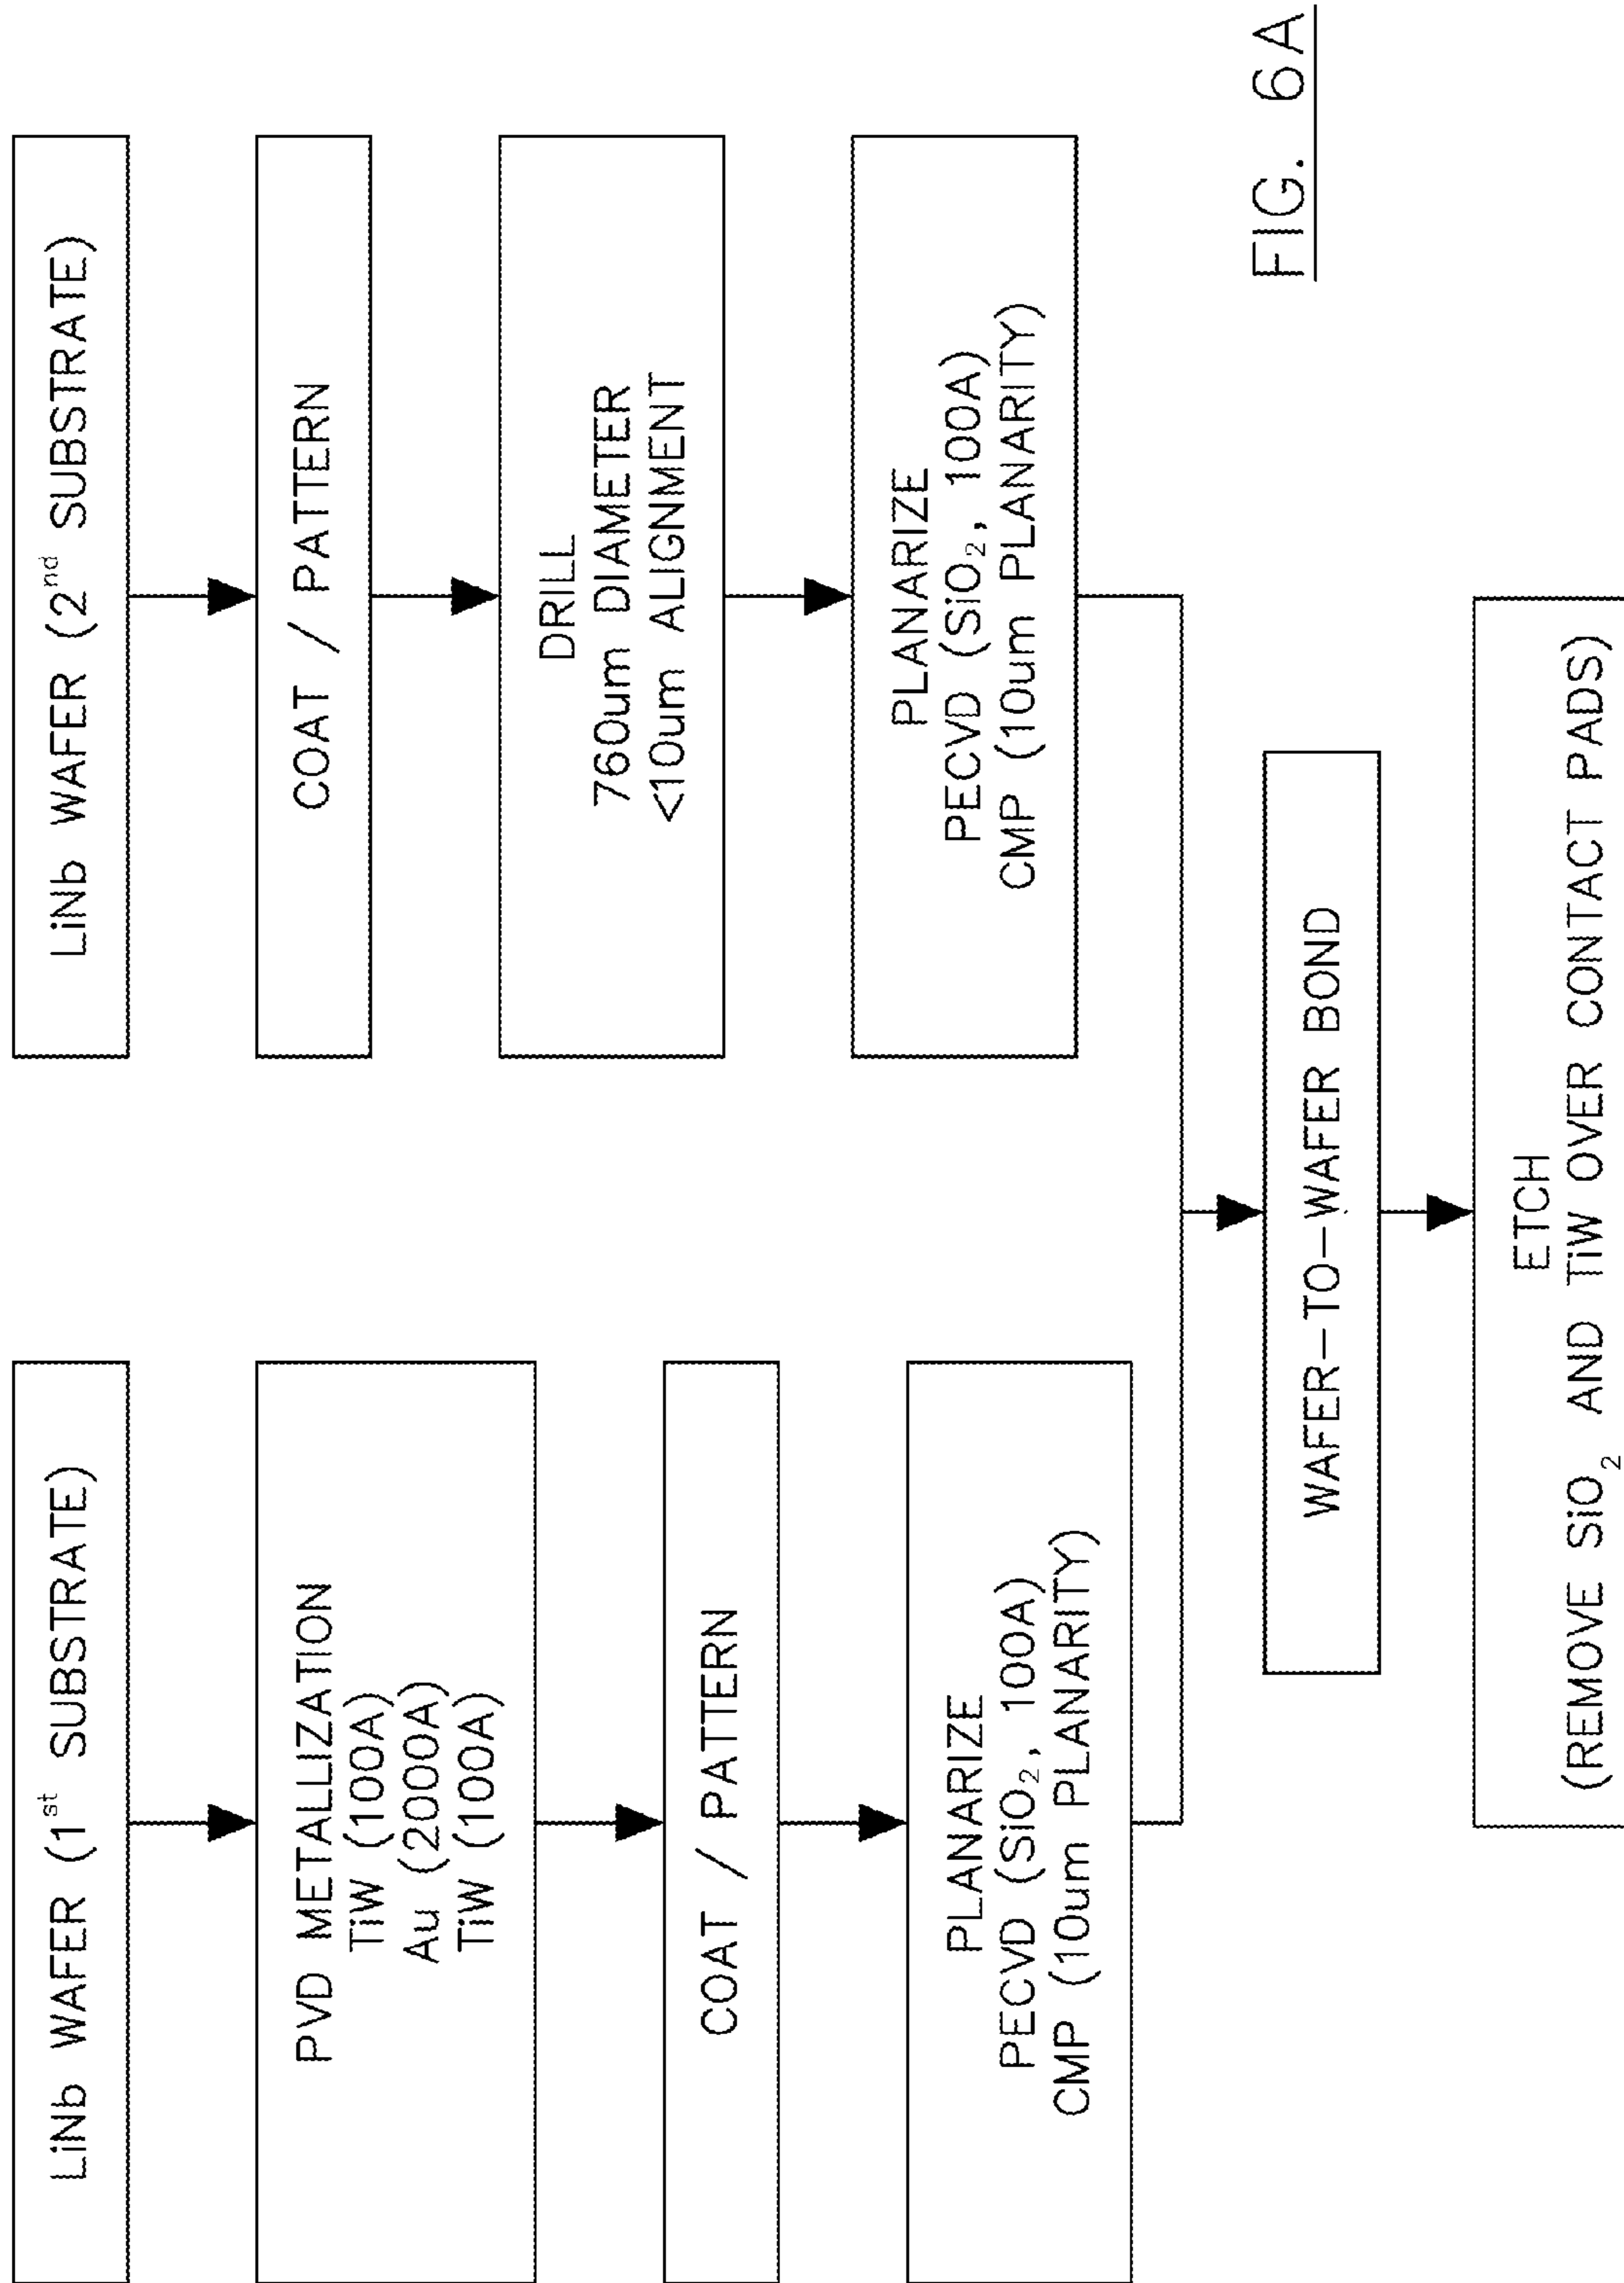 LiNb WAFER (1st SUBSTRATE)
PVD METALLIZATION
TiW (100A)
Au (2000A)
TiW (100A)
COAT / PATTERN
PLANARIZE
PECVD (SiO₂, 100A)
CMP (10um PLANARITY)
LiNb WAFER (2nd SUBSTRATE)
COAT / PATTERN
DRILL
760um DIAMETER
<10um ALIGNMENT
PLANARIZE
PECVD (SiO₂, 100A)
CMP (10um PLANARITY)
WAFER-TO-WAFER BOND
ETCH
(REMOVE SiO₂ AND TiW OVER CONTACT PADS)
FIG. 6A